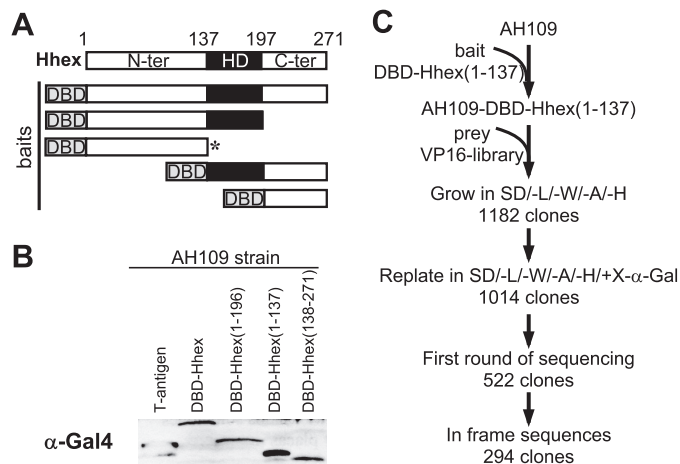 A
1 137 197 271
Hhex N-ter HD C-ter
DBD
DBD
DBD *
DBD
DBD
baits
B
AH109 strain
T-antigen
DBD-Hhex
DBD-Hhex(1-196)
DBD-Hhex(1-137)
DBD-Hhex(138-271)
α-Gal4
C
AH109
bait
DBD-Hhex(1-137)
AH109-DBD-Hhex(1-137)
prey
VP16-library
Grow in SD/-L/-W/-A/-H
1182 clones
Replate in SD/-L/-W/-A/-H/+X-α-Gal
1014 clones
First round of sequencing
522 clones
In frame sequences
294 clones